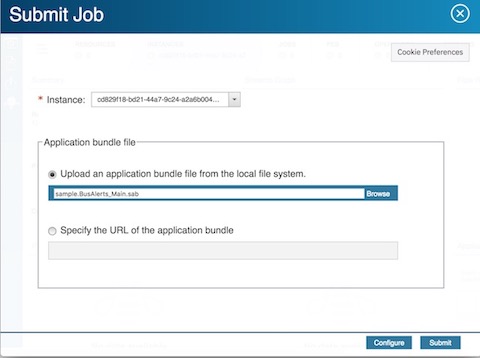 Submit Job
Cookie Preferences
* Instance: cd829f18-bd21-44a7-9c24-a2a6b004...
Application bundle file
Upload an application bundle file from the local file system.
sample.BusAlerts_Main.sab Browse
Specify the URL of the application bundle
Configure Submit